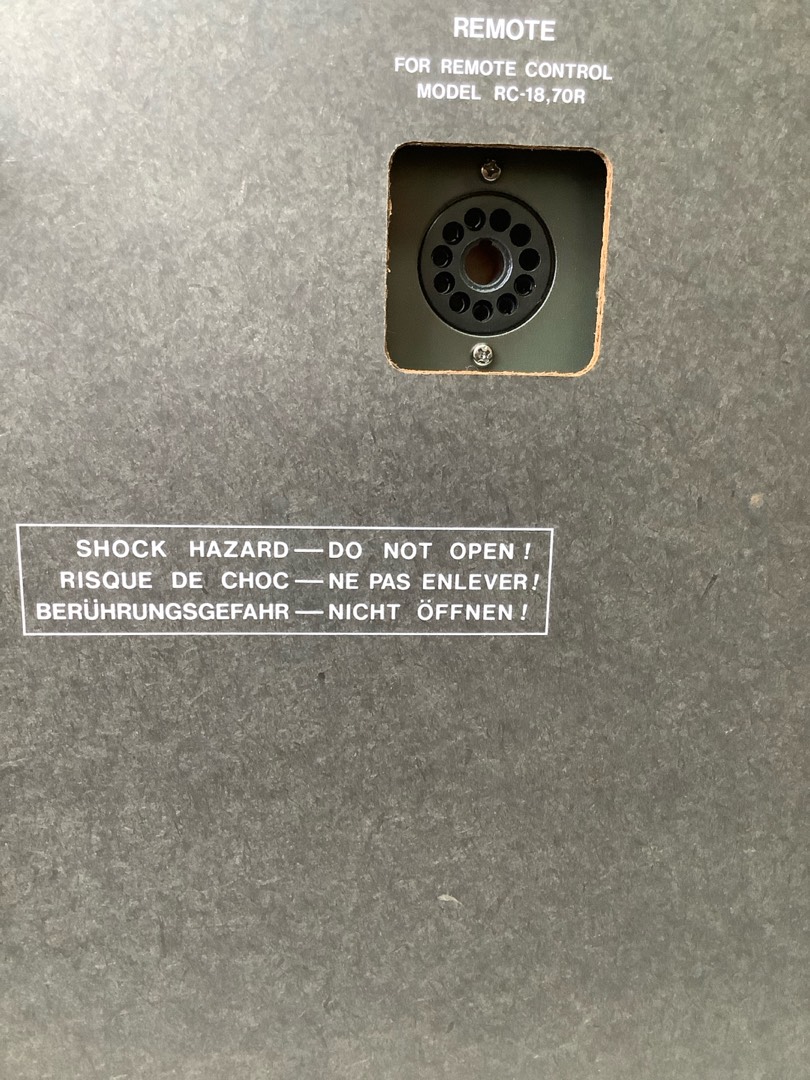 REMOTE
FOR REMOTE CONTROL
MODEL RC-18,70R
SHOCK HAZARD—DO NOT OPEN!
RISQUE DE CHOC—NE PAS ENLEVER!
BERÜHRUNGSGEFAHR—NICHT ÖFFNEN!